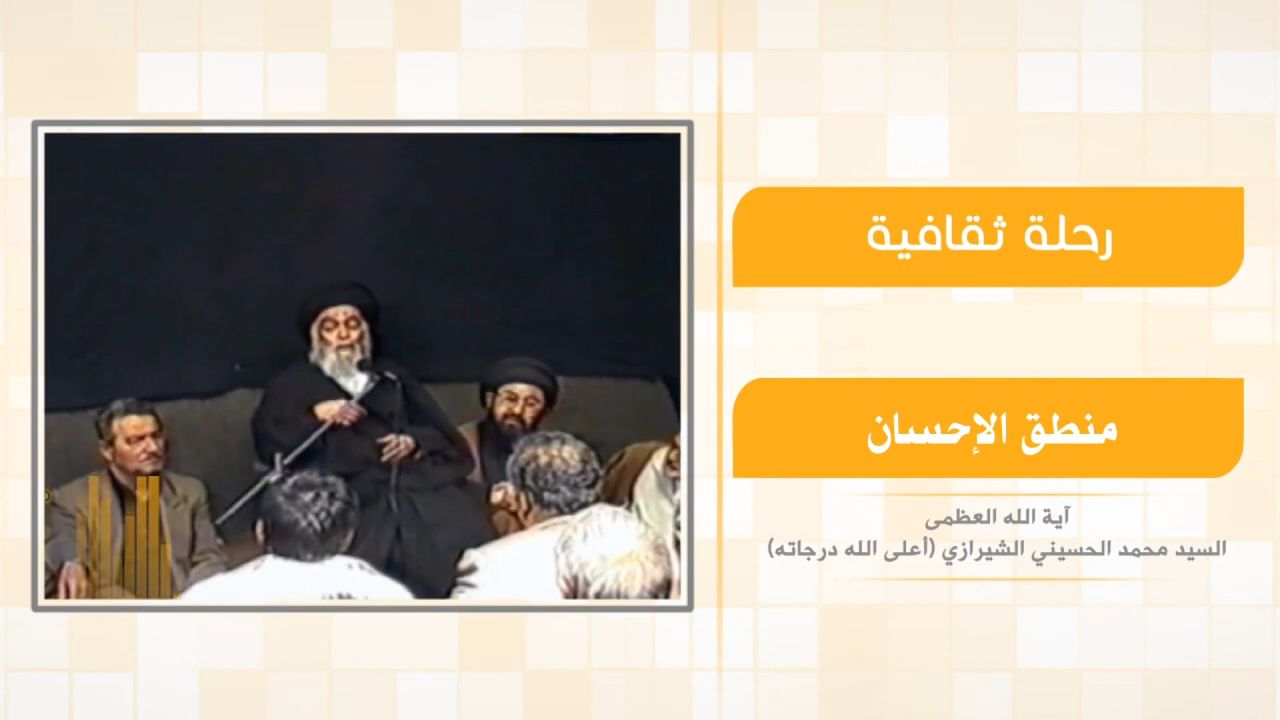 رحلة ثقافية
منطق الإحسان
آية الله العظمى
السيد محمد الحسيني الشيرازي (أعلى الله درجاته)